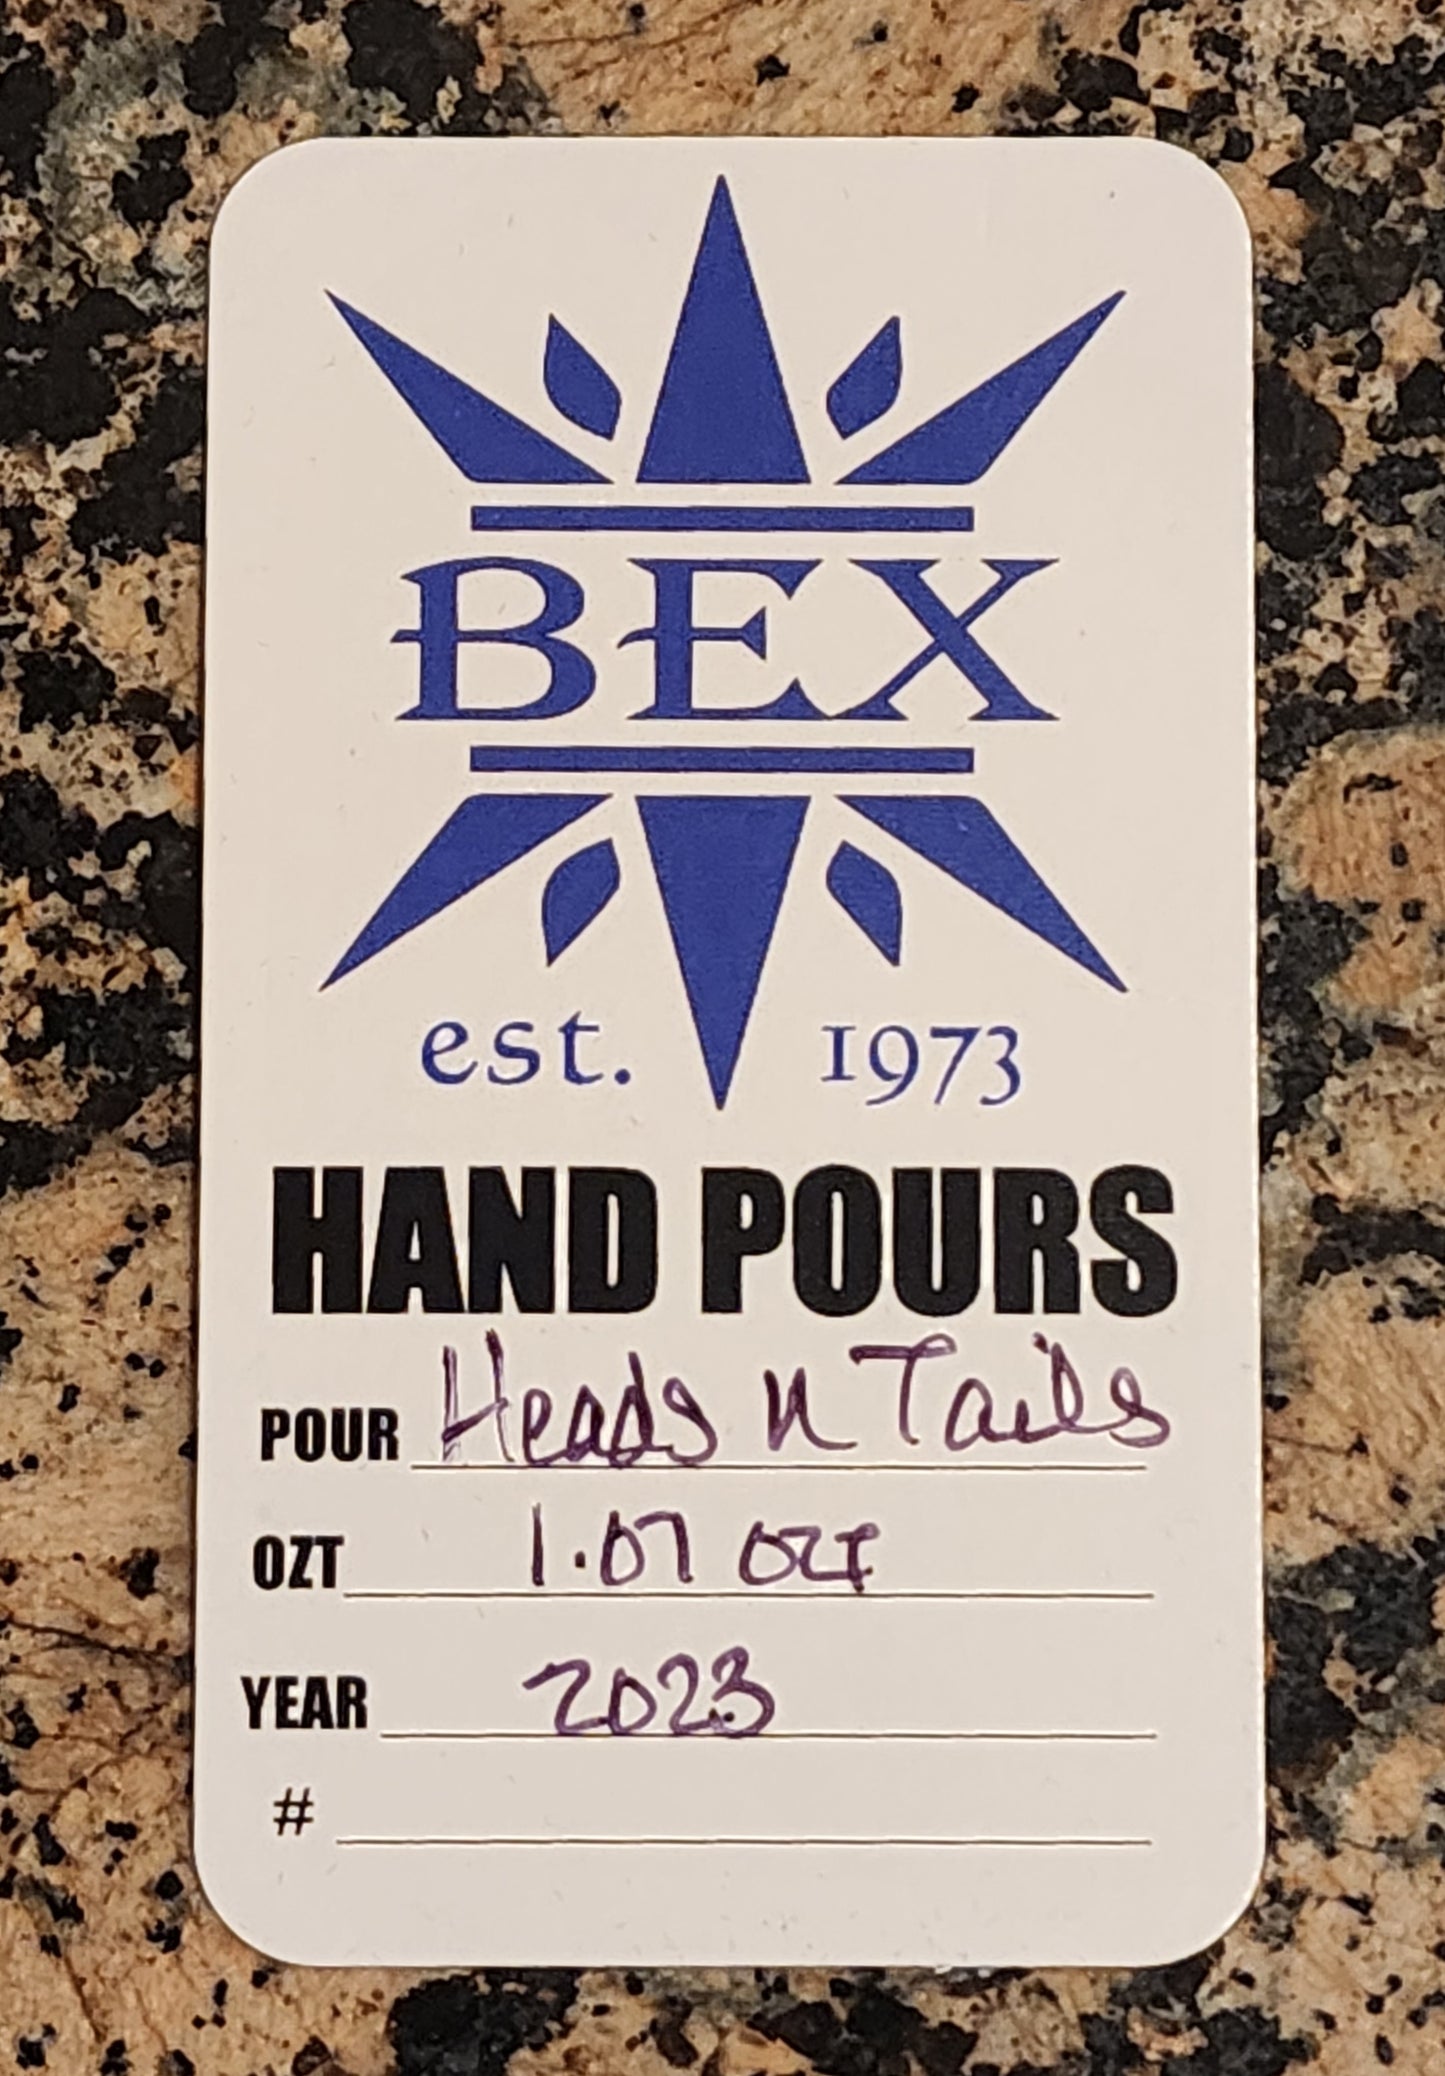 BEX
est. 1973
HAND POURS
POUR Heads n Tails
OZT 1.07 OZT
YEAR 2023
#